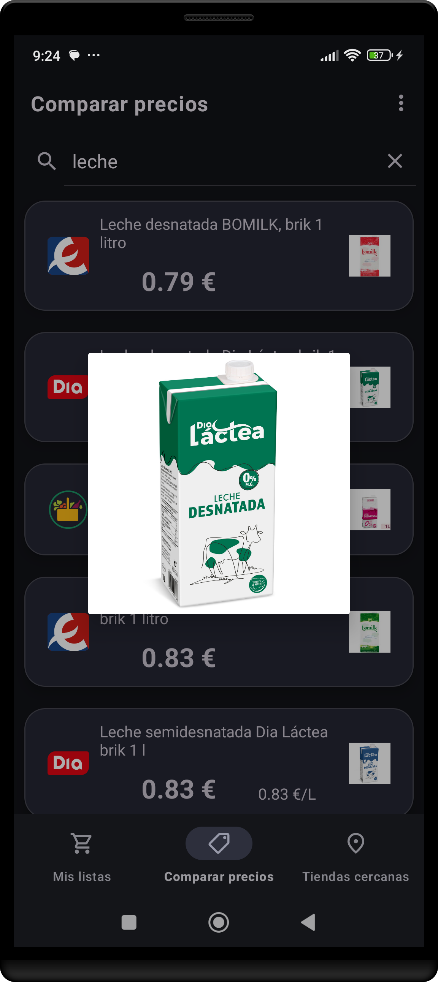 9:24
37
Comparar precios
leche
Leche desnatada BOMILK, brik 1
litro
0.79 €
Dia
Dia
Láctea
0%
LECHE
DESNATADA
brik 1 litro
0.83 €
Leche semidesnatada Dia Láctea
brik 1 l
Dia
0.83 €
0.83 €/L
Mis listas
Comparar precios
Tiendas cercanas